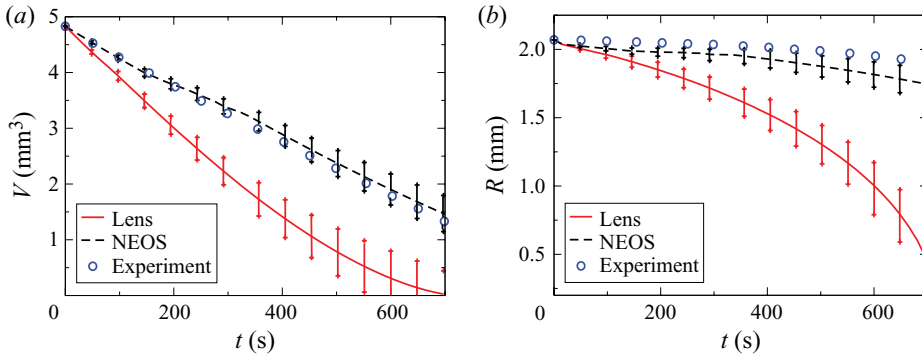 (a)
5
4
3
2
1
0
200
400
600
V (mm³)
t (s)
Lens
NEOS
Experiment
(b)
2.0
1.5
1.0
0.5
0
200
400
600
R (mm)
t (s)
Lens
NEOS
Experiment